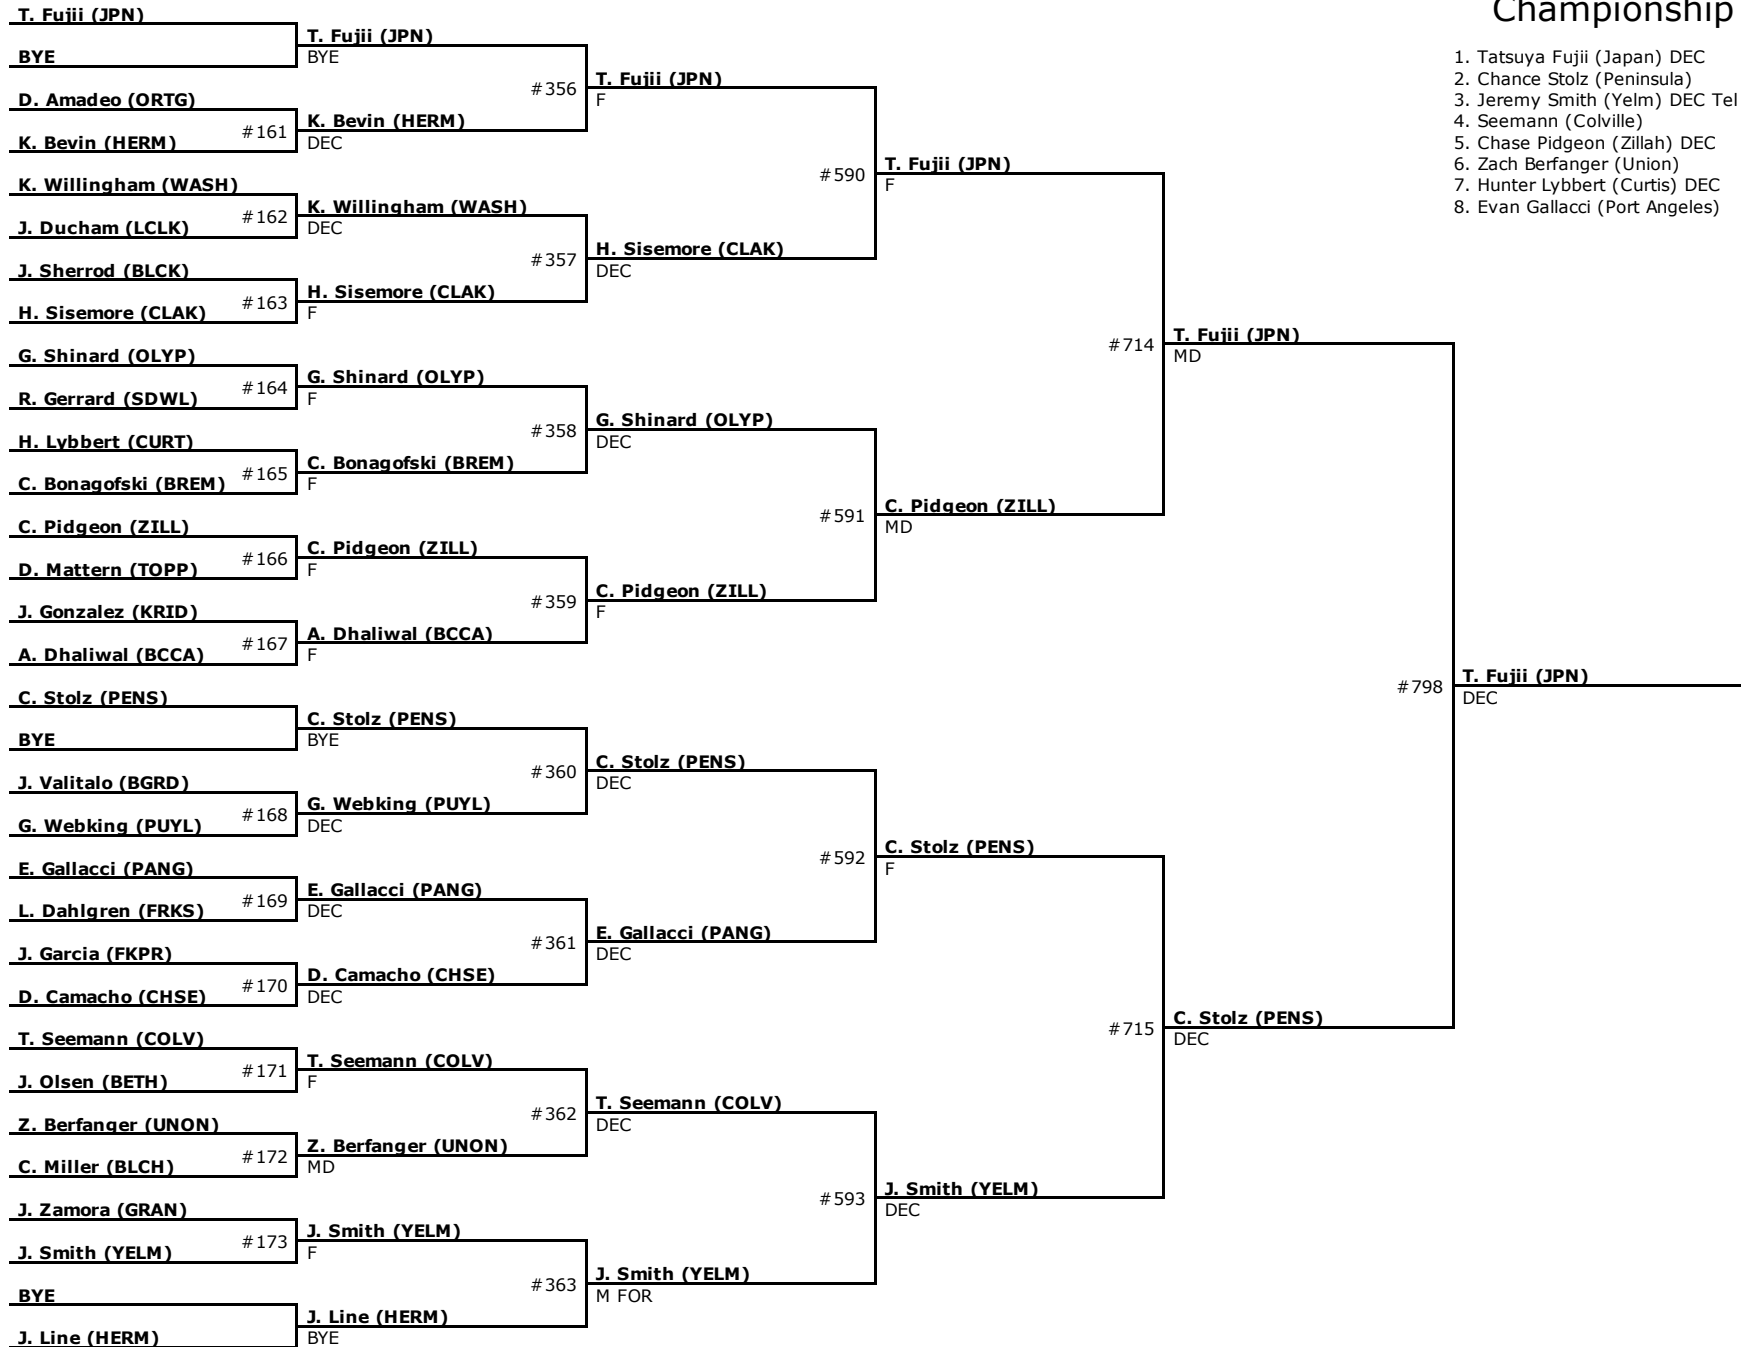 Championship
1. Tatsuya Fujii (Japan) DEC
2. Chance Stolz (Peninsula)
3. Jeremy Smith (Yelm) DEC Tel
4. Seemann (Colville)
5. Chase Pidgeon (Zillah) DEC
6. Zach Berfanger (Union)
7. Hunter Lybbert (Curtis) DEC
8. Evan Gallacci (Port Angeles)
T. Fujii (JPN)
BYE
D. Amadeo (ORTG)
#161
K. Bevin (HERM)
K. Willingham (WASH)
#162
J. Ducham (LCLK)
J. Sherrod (BLCK)
#163
H. Sisemore (CLAK)
G. Shinard (OLYP)
#164
R. Gerrard (SDWL)
H. Lybbert (CURT)
#165
C. Bonagofski (BREM)
C. Pidgeon (ZILL)
#166
D. Mattern (TOPP)
J. Gonzalez (KRID)
#167
A. Dhaliwal (BCCA)
C. Stolz (PENS)
BYE
J. Valitalo (BGRD)
#168
G. Webking (PUYL)
E. Gallacci (PANG)
#169
L. Dahlgren (FRKS)
J. Garcia (FKPR)
#170
D. Camacho (CHSE)
T. Seemann (COLV)
#171
J. Olsen (BETH)
Z. Berfanger (UNON)
#172
C. Miller (BLCH)
J. Zamora (GRAN)
#173
J. Smith (YELM)
BYE
J. Line (HERM)
T. Fujii (JPN)
BYE
#356
K. Bevin (HERM)
DEC
K. Willingham (WASH)
DEC
#357
H. Sisemore (CLAK)
F
G. Shinard (OLYP)
F
#358
C. Bonagofski (BREM)
F
C. Pidgeon (ZILL)
F
#359
A. Dhaliwal (BCCA)
F
C. Stolz (PENS)
BYE
#360
G. Webking (PUYL)
DEC
E. Gallacci (PANG)
DEC
#361
D. Camacho (CHSE)
DEC
T. Seemann (COLV)
F
#362
Z. Berfanger (UNON)
MD
J. Smith (YELM)
F
#363
J. Line (HERM)
BYE
T. Fujii (JPN)
F
#590
H. Sisemore (CLAK)
DEC
G. Shinard (OLYP)
DEC
#591
C. Pidgeon (ZILL)
F
C. Stolz (PENS)
DEC
#592
E. Gallacci (PANG)
DEC
T. Seemann (COLV)
DEC
#593
J. Smith (YELM)
M FOR
T. Fujii (JPN)
F
#714
C. Pidgeon (ZILL)
MD
C. Stolz (PENS)
F
#715
J. Smith (YELM)
DEC
T. Fujii (JPN)
MD
#798
C. Stolz (PENS)
DEC
T. Fujii (JPN)
DEC